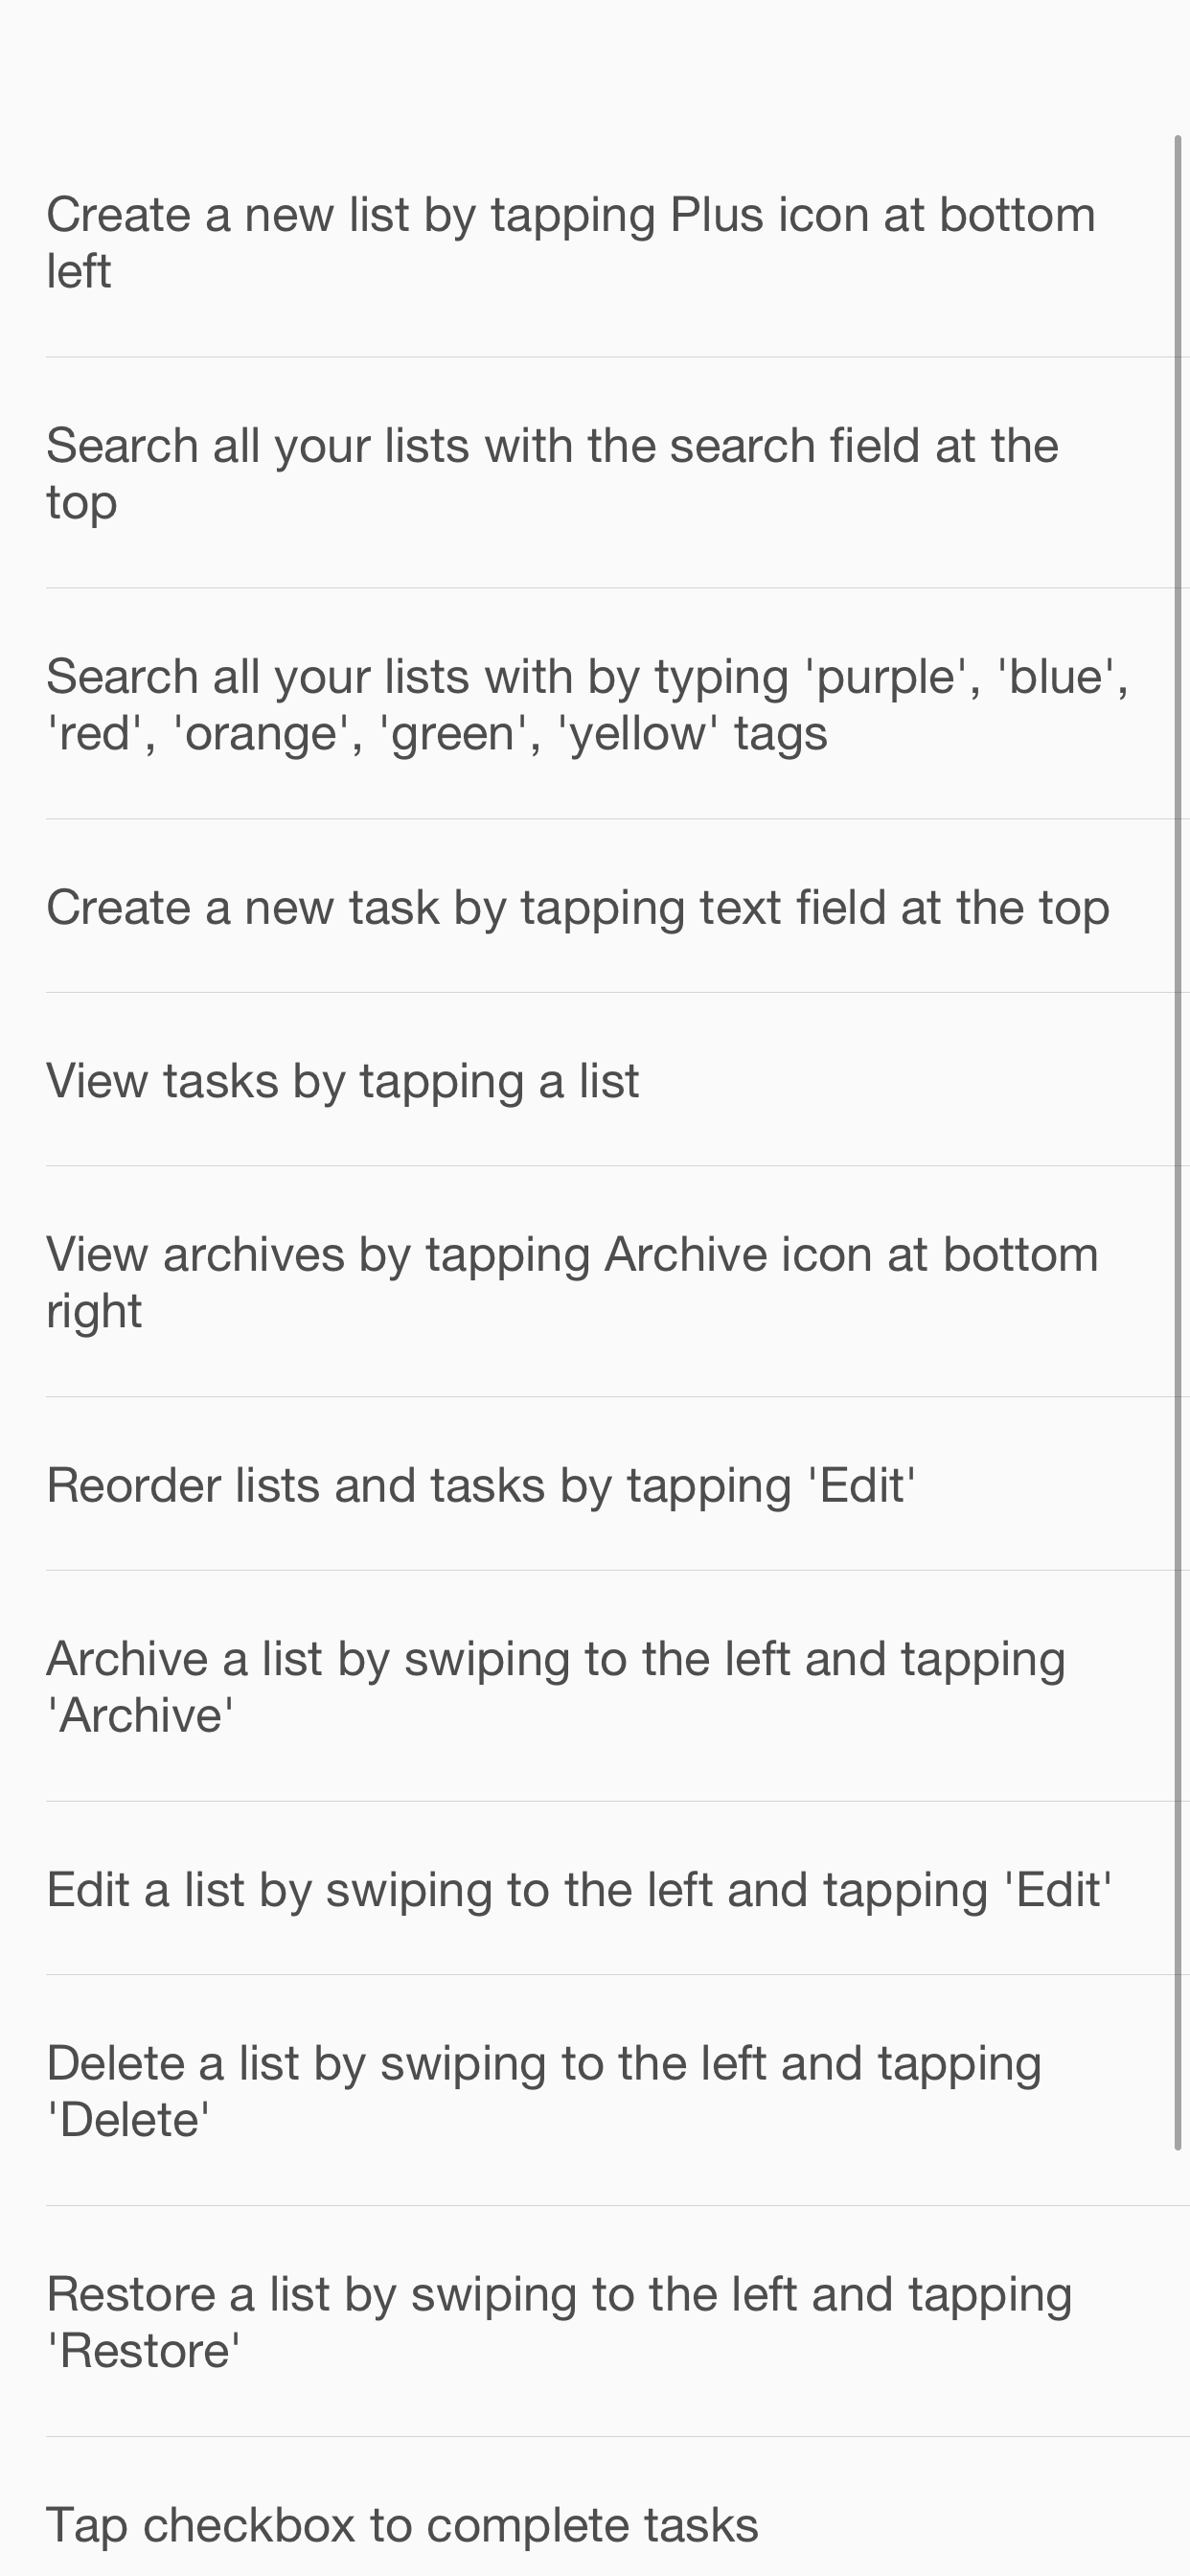 Create a new list by tapping Plus icon at bottom
left
Search all your lists with the search field at the
top
Search all your lists with by typing 'purple', 'blue',
'red', 'orange', 'green', 'yellow' tags
Create a new task by tapping text field at the top
View tasks by tapping a list
View archives by tapping Archive icon at bottom
right
Reorder lists and tasks by tapping 'Edit'
Archive a list by swiping to the left and tapping
'Archive'
Edit a list by swiping to the left and tapping 'Edit'
Delete a list by swiping to the left and tapping
'Delete'
Restore a list by swiping to the left and tapping
'Restore'
Tap checkbox to complete tasks